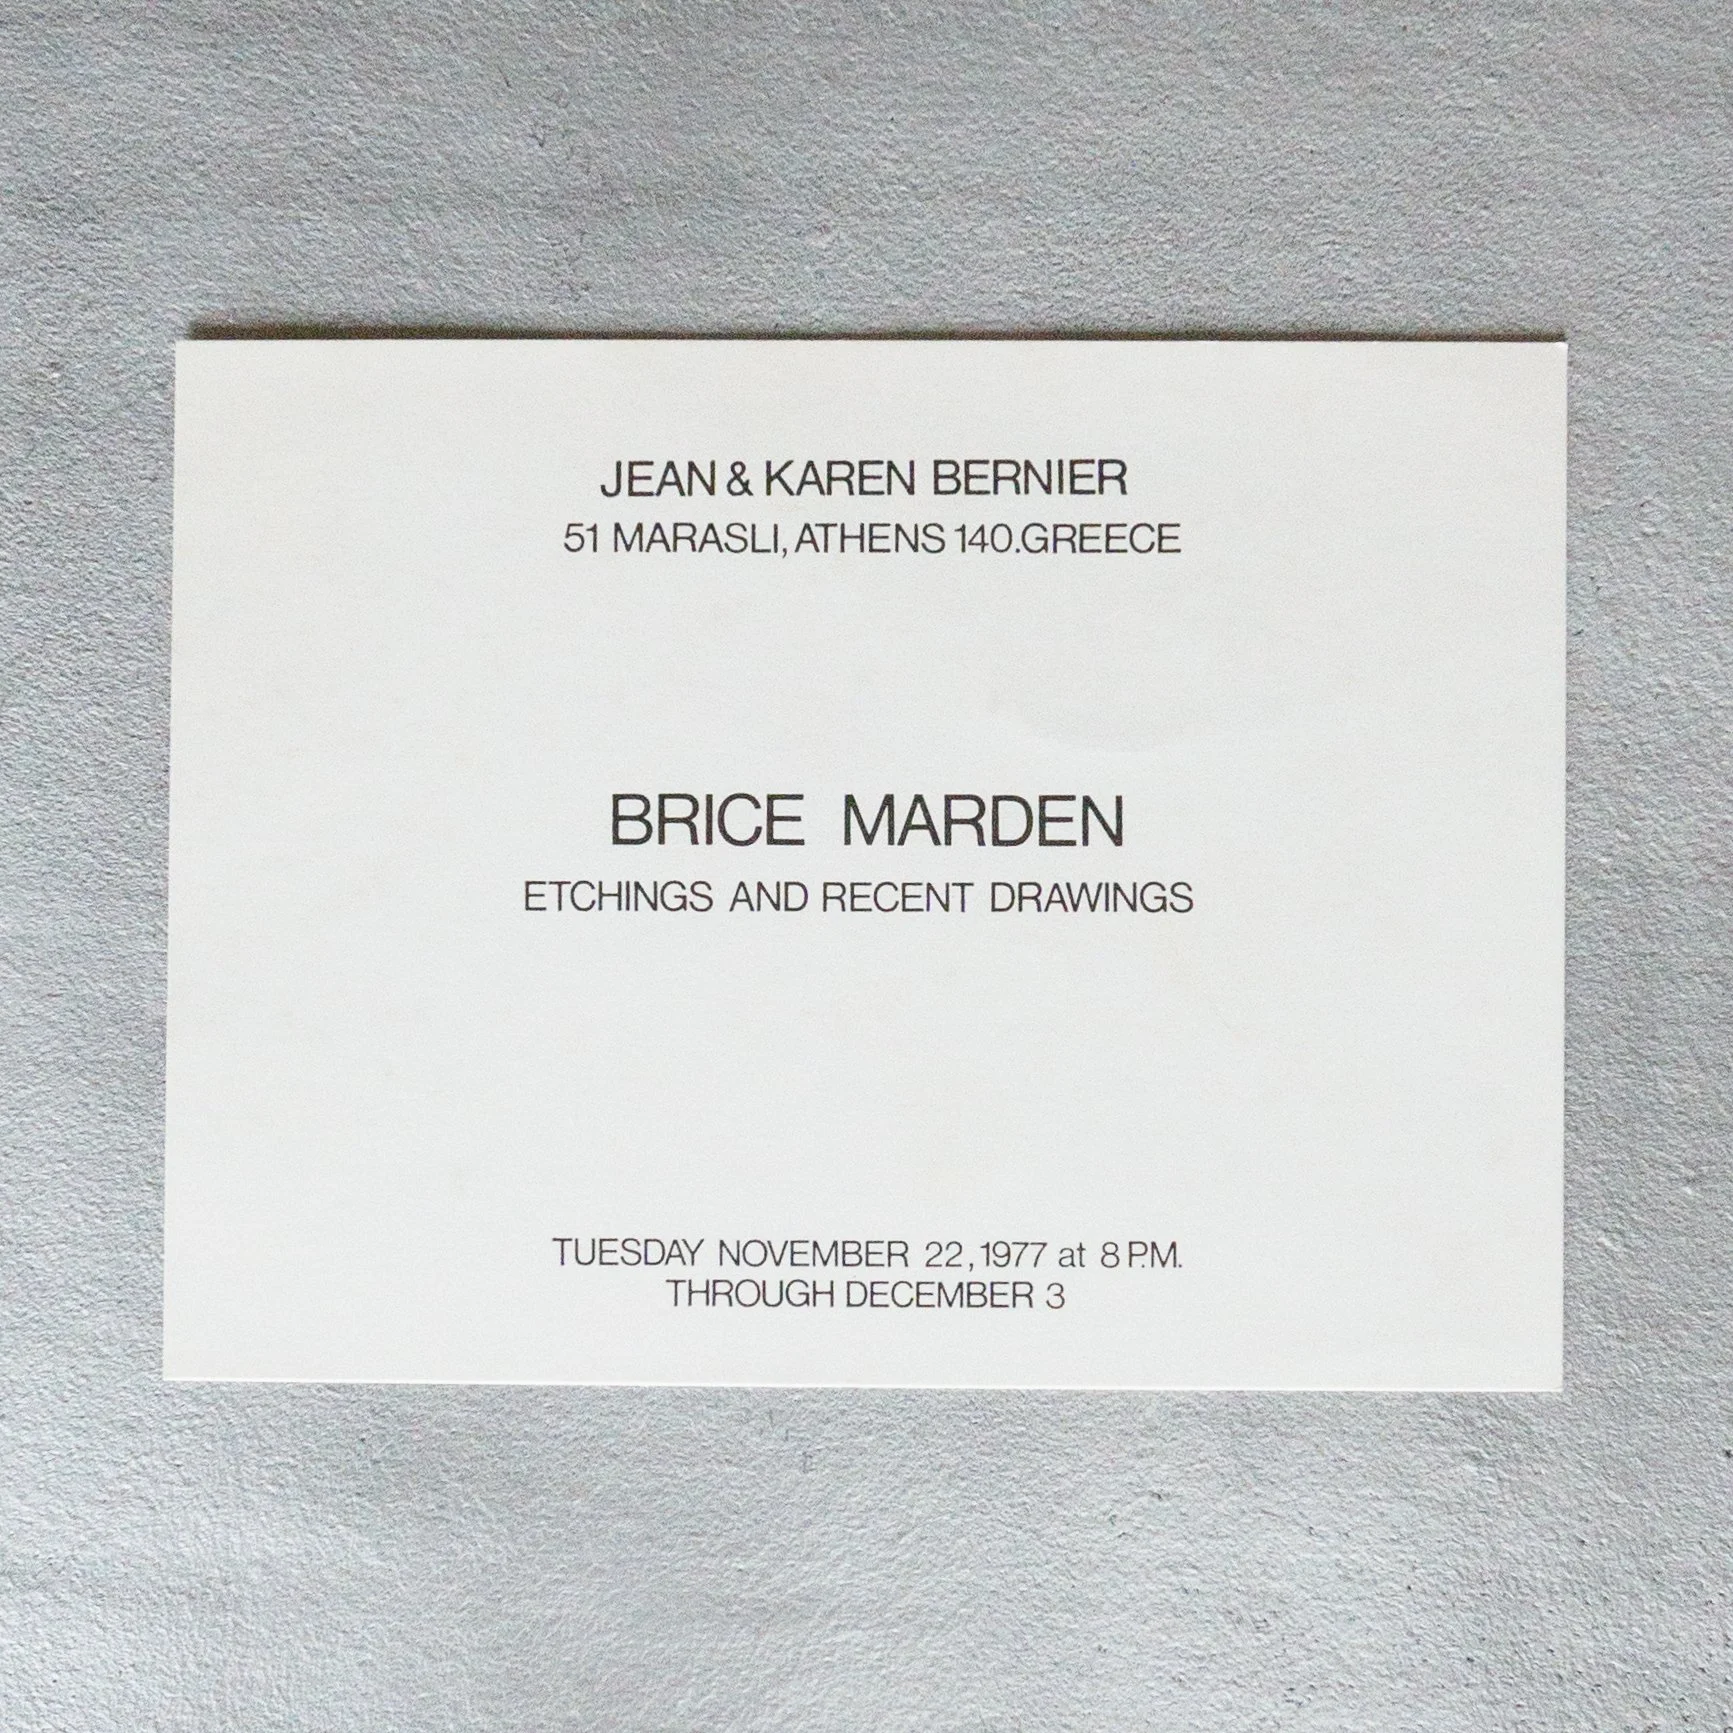 JEAN & KAREN BERNIER
51 MARASLI, ATHENS 140.GREECE
BRICE MARDEN
ETCHINGS AND RECENT DRAWINGS
TUESDAY NOVEMBER 22,1977 at 8 P.M.
THROUGH DECEMBER 3